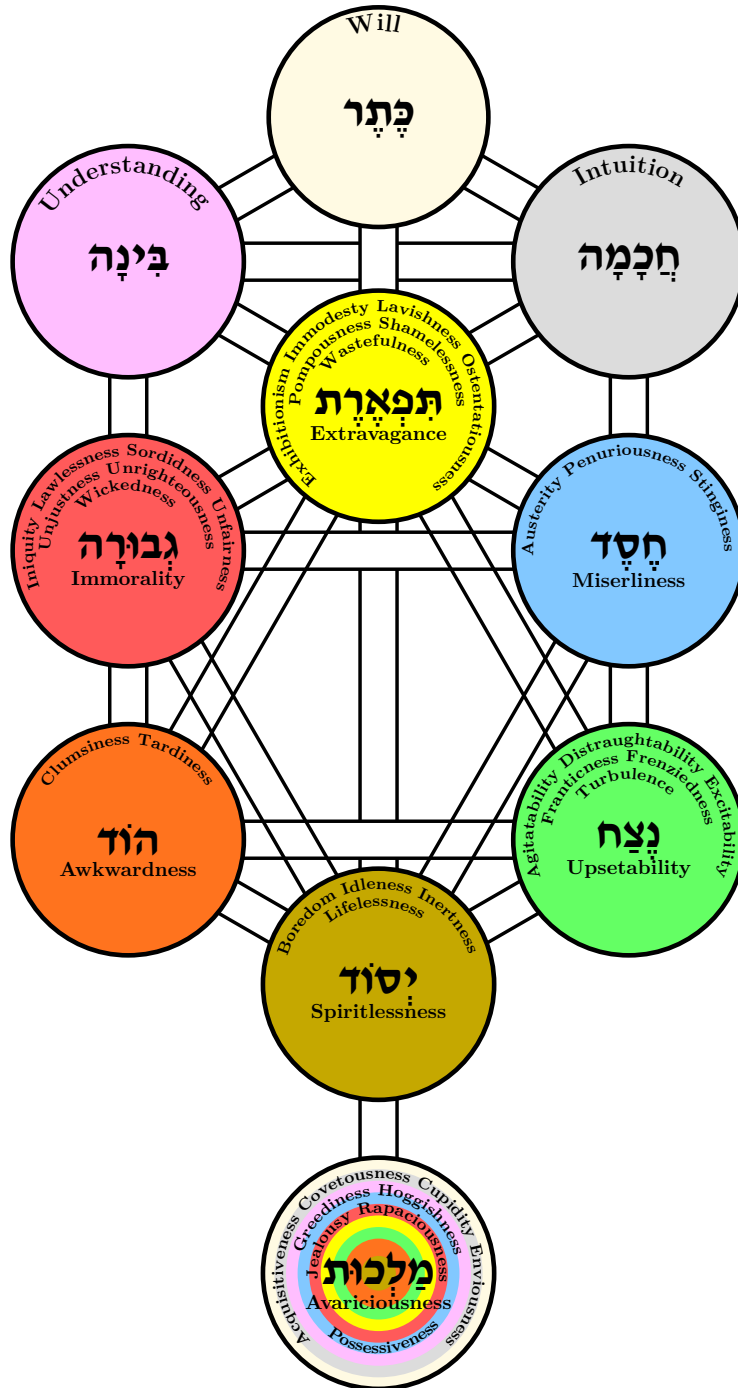 Will
כֶּתֶר
Understanding
בִּינָה
Intuition
חֲכָמָה
Exhibitionism Immodesty Lavishness Ostentatiousness
Pompousness Shamelessness
Wastefulness
תִּפְאֶרֶת
Extravagance
Iniquity Lawlessness Sordidness Unfairness
Unjustness Unrighteousness
Wickedness
גְבוּרָה
Immorality
Austerity Penuriousness Stinginess
חֶסֶד
Miserliness
Clumsiness Tardiness
הוֹד
Awkwardness
Agitatability Distraughtability Excitability
Franticness Frenziedness
Turbulence
נֶצַח
Upsetability
Boredom Idleness Inertness
Lifelessness
יְסוֹד
Spiritlessness
Acquisitiveness Covetousness Cupidity Enviousness
Greediness Hoggishness
Jealousy Rapaciousness
מַלְכוּת
Avariciousness
Possessiveness